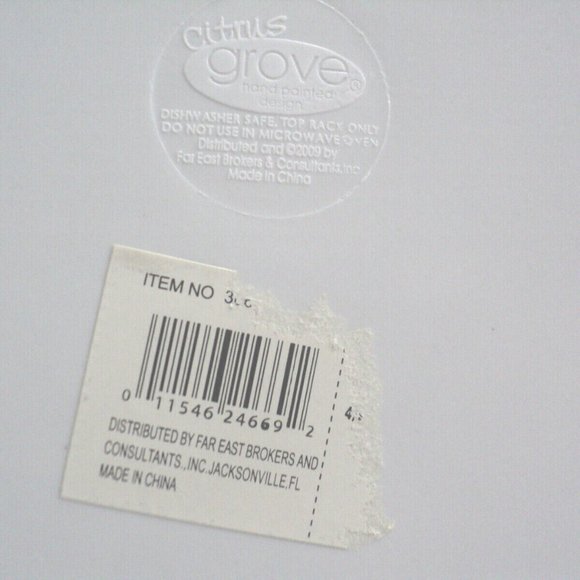 Citrus
grove®
hand painted
design
DISHWASHER SAFE, TOP RACK ONLY
DO NOT USE IN MICROWAVE OVEN
Distributed and ©2009 by
Far East Brokers & Consultants, Inc
Made in China
ITEM NO
0 11546 24669 2
DISTRIBUTED BY FAR EAST BROKERS AND
CONSULTANTS.,INC.JACKSONVILLE,FL
MADE IN CHINA